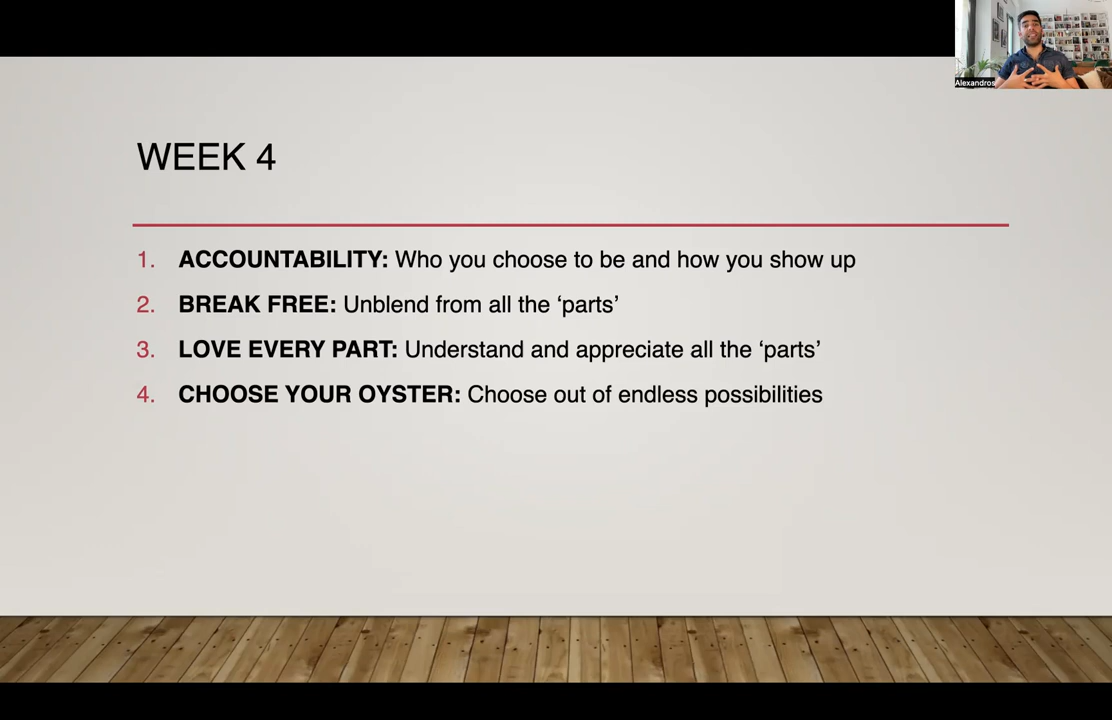 Alexandros
WEEK 4
1. ACCOUNTABILITY: Who you choose to be and how you show up
2. BREAK FREE: Unblend from all the ‘parts’
3. LOVE EVERY PART: Understand and appreciate all the ‘parts’
4. CHOOSE YOUR OYSTER: Choose out of endless possibilities